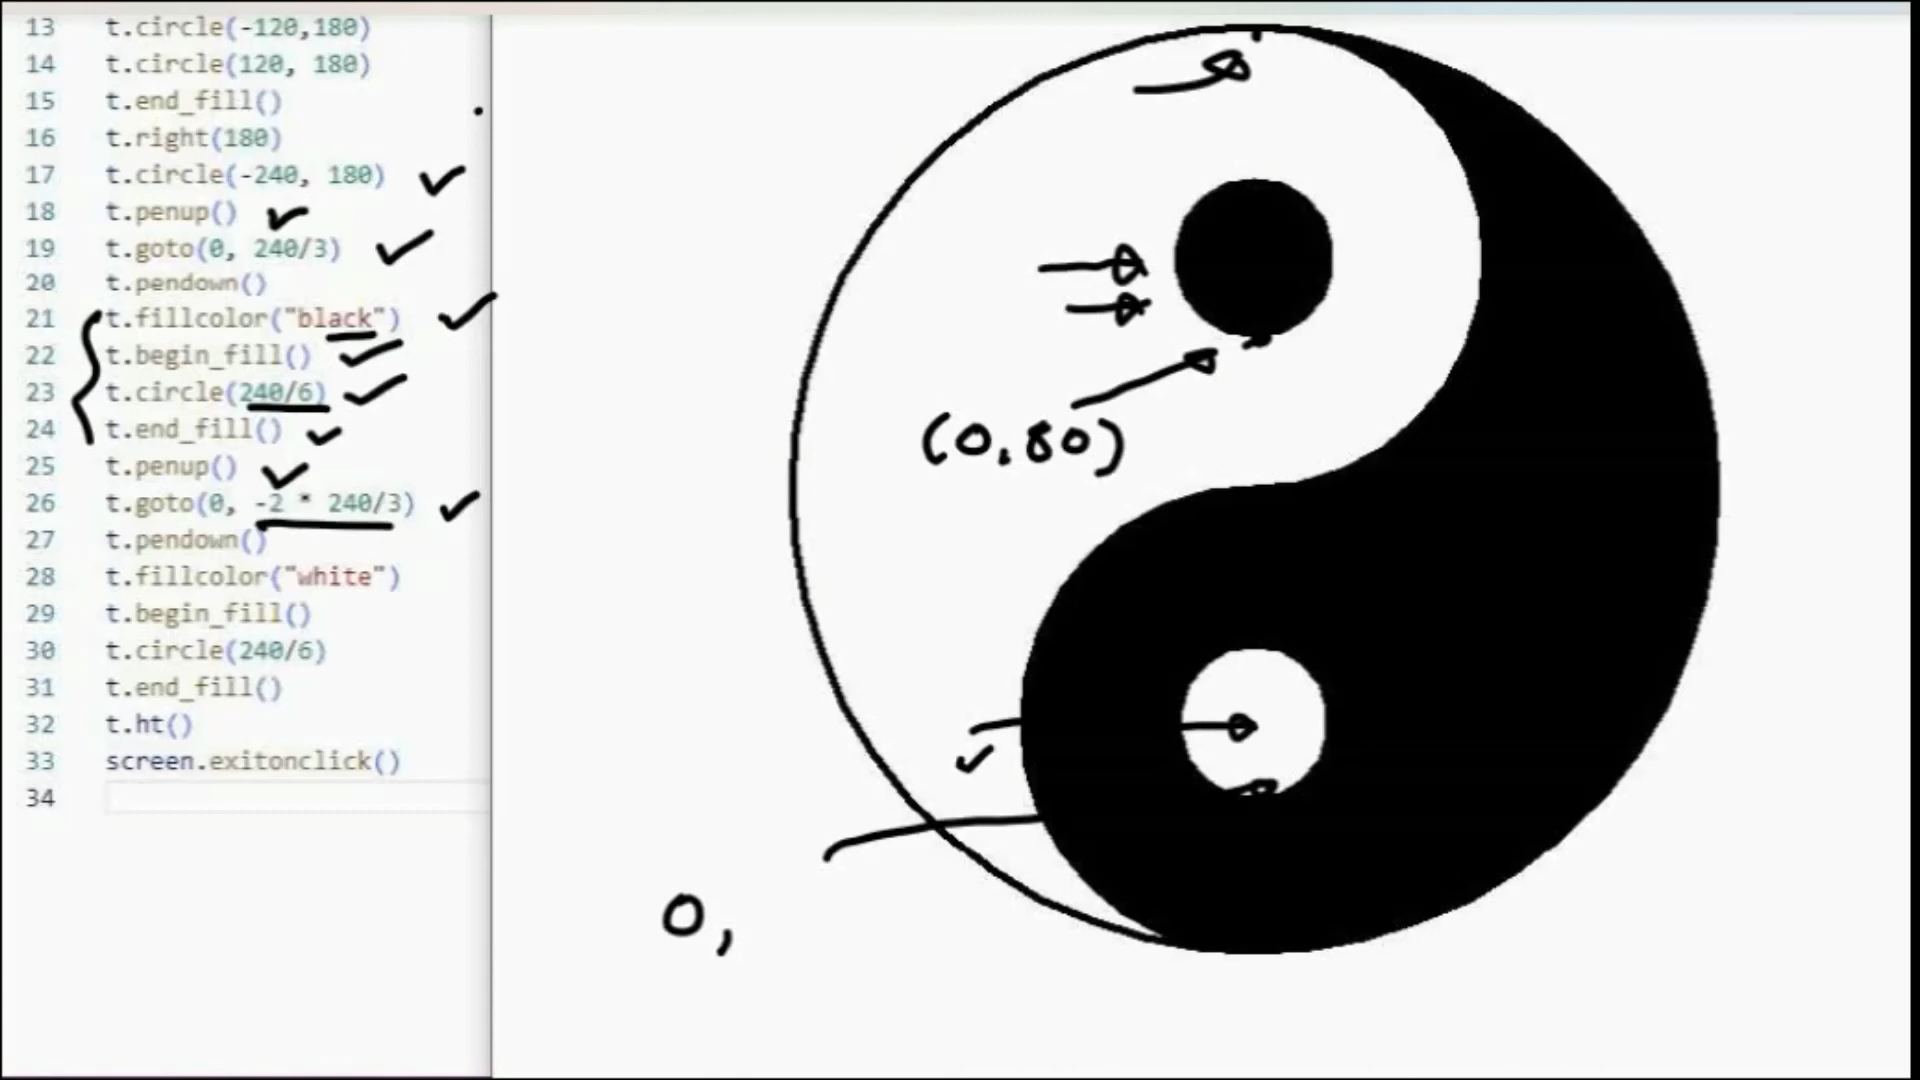 13 t.circle(-120,180)
14 t.circle(120, 180)
15 t.end_fill()
16 t.right(180)
17 t.circle(-240, 180)
18 t.penup()
19 t.goto(0, 240/3)
20 t.pendown()
21 t.fillcolor("black")
22 t.begin_fill()
23 t.circle(240/6)
24 t.end_fill()
25 t.penup()
26 t.goto(0, -2 * 240/3)
27 t.pendown()
28 t.fillcolor("white")
29 t.begin_fill()
30 t.circle(240/6)
31 t.end_fill()
32 t.ht()
33 screen.exitonclick()
34
(0,80)
0,